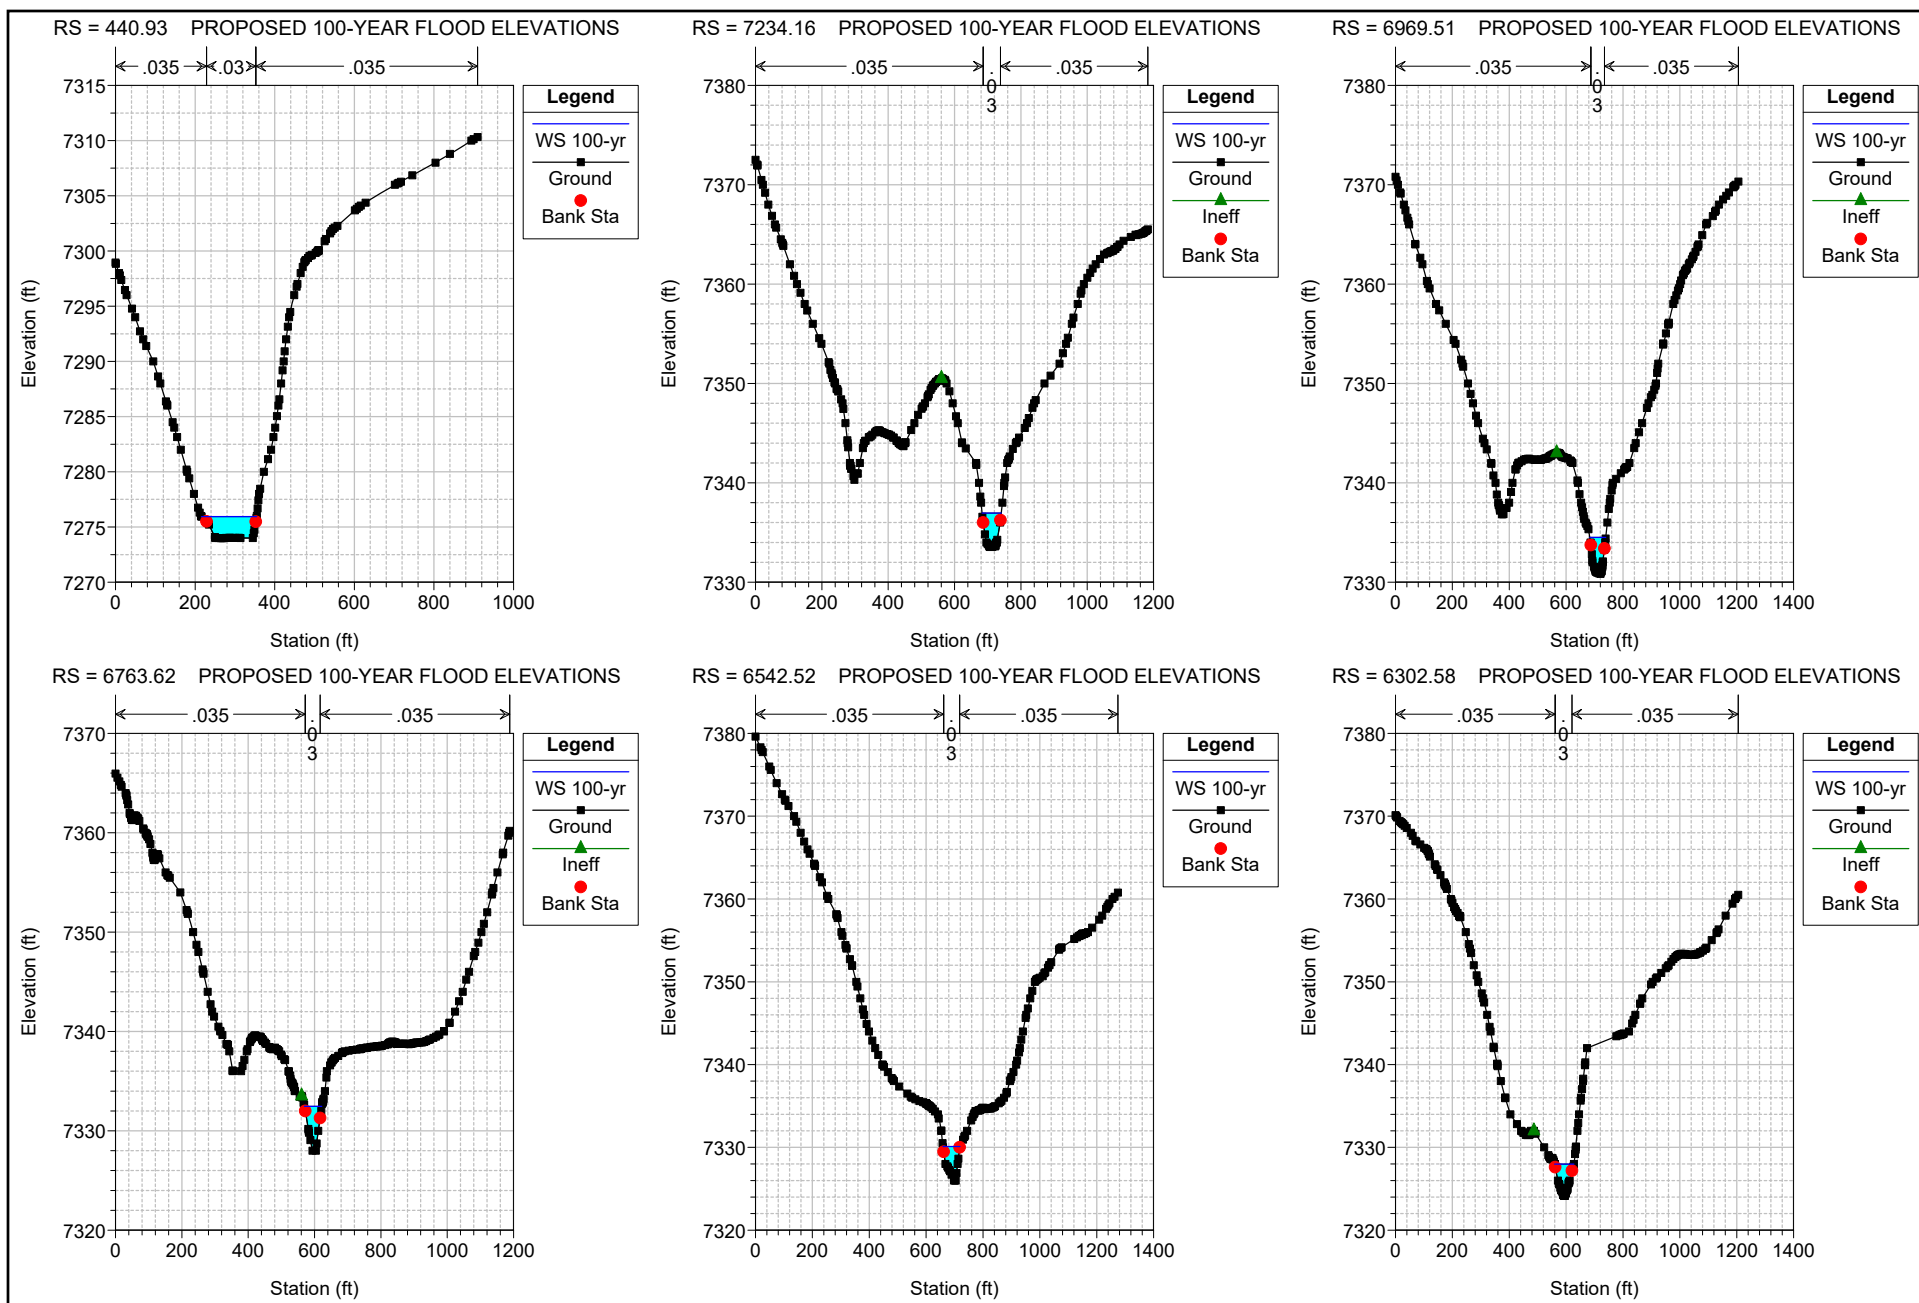 RS = 440.93 PROPOSED 100-YEAR FLOOD ELEVATIONS
.035 .03 .035
7315
7310
7305
7300
7295
7290
7285
7280
7275
7270
0 200 400 600 800 1000
Elevation (ft)
Station (ft)
Legend
WS 100-yr
Ground
Bank Sta
RS = 7234.16 PROPOSED 100-YEAR FLOOD ELEVATIONS
.035 . .035
0
3
7380
7370
7360
7350
7340
7330
0 200 400 600 800 1000 1200
Elevation (ft)
Station (ft)
Legend
WS 100-yr
Ground
Ineff
Bank Sta
RS = 6969.51 PROPOSED 100-YEAR FLOOD ELEVATIONS
.035 . .035
0
3
7380
7370
7360
7350
7340
7330
0 200 400 600 800 1000 1200 1400
Elevation (ft)
Station (ft)
Legend
WS 100-yr
Ground
Ineff
Bank Sta
RS = 6763.62 PROPOSED 100-YEAR FLOOD ELEVATIONS
.035 . .035
0
3
7370
7360
7350
7340
7330
7320
0 200 400 600 800 1000 1200
Elevation (ft)
Station (ft)
Legend
WS 100-yr
Ground
Ineff
Bank Sta
RS = 6542.52 PROPOSED 100-YEAR FLOOD ELEVATIONS
.035 . .035
0
3
7380
7370
7360
7350
7340
7330
7320
0 200 400 600 800 1000 1200 1400
Elevation (ft)
Station (ft)
Legend
WS 100-yr
Ground
Bank Sta
RS = 6302.58 PROPOSED 100-YEAR FLOOD ELEVATIONS
.035 . .035
0
3
7380
7370
7360
7350
7340
7330
7320
0 200 400 600 800 1000 1200 1400
Elevation (ft)
Station (ft)
Legend
WS 100-yr
Ground
Ineff
Bank Sta